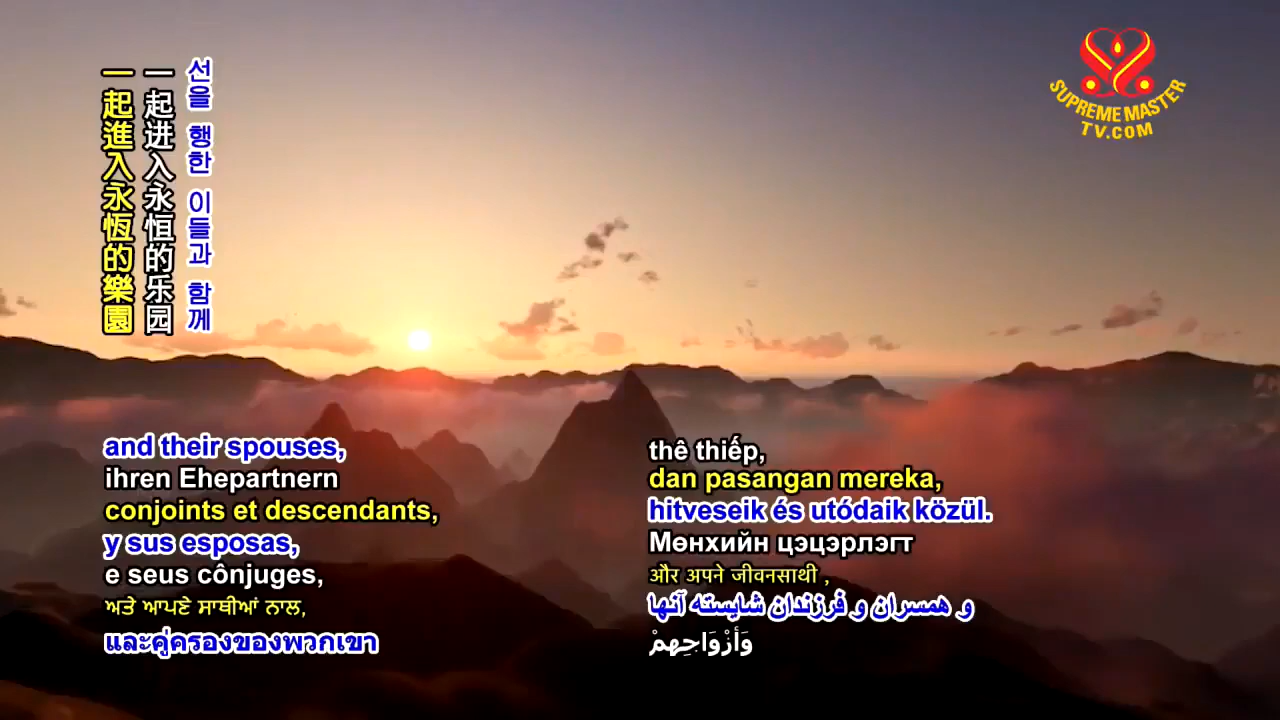 선을 행한 이들과 함께
一起进入永恒的乐园
一起進入永恆的樂園
SUPREME MASTER
TV.COM
and their spouses,
ihren Ehepartnern
conjoints et descendants,
y sus esposas,
e seus cônjuges,
ਅਤੇ ਆਪਣੇ ਸਾਥੀਆਂ ਨਾਲ,
และคู่ครองของพวกเขา
thê thiếp,
dan pasangan mereka,
hitveseik és utódaik közül.
Мөнхийн цэцэрлэгт
और अपने जीवनसाथी ,
و همسران و فرزندان شایسته آنها
وَأَزْوَاجِهِمْ